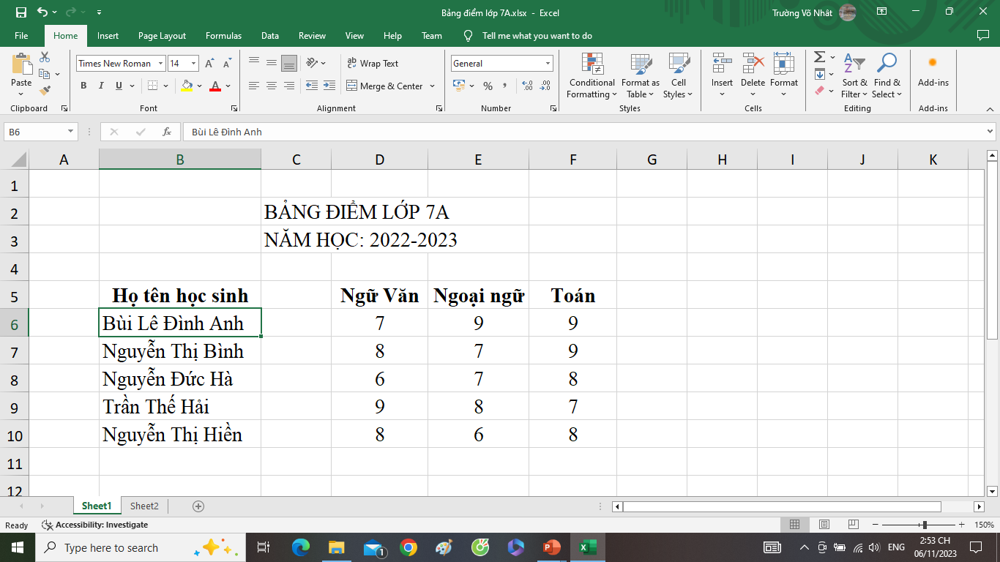 Bảng điểm lớp 7A.xlsx - Excel
Trường Võ Nhất
File Home Insert Page Layout Formulas Data Review View Help Team Tell me what you want to do
Paste
Clipboard
Times New Roman 14
B I U
Font
Wrap Text
Merge & Center
Alignment
General
%
Number
Conditional Formatting
Format as Table
Cell Styles
Styles
Insert Delete Format
Cells
Sort & Filter
Find & Select
Editing
Add-ins
Add-ins
B6 fx Bùi Lê Đình Anh
A B C D E F G H I J K
1
2 BẢNG ĐIỂM LỚP 7A
3 NĂM HỌC: 2022-2023
4
5 Họ tên học sinh Ngữ Văn Ngoại ngữ Toán
6 Bùi Lê Đình Anh 7 9 9
7 Nguyễn Thị Bình 8 7 9
8 Nguyễn Đức Hà 6 7 8
9 Trần Thế Hải 9 8 7
10 Nguyễn Thị Hiền 8 6 8
11
12
Sheet1 Sheet2
Ready Accessibility: Investigate 150%
Type here to search
1
ENG
2:53 CH
06/11/2023